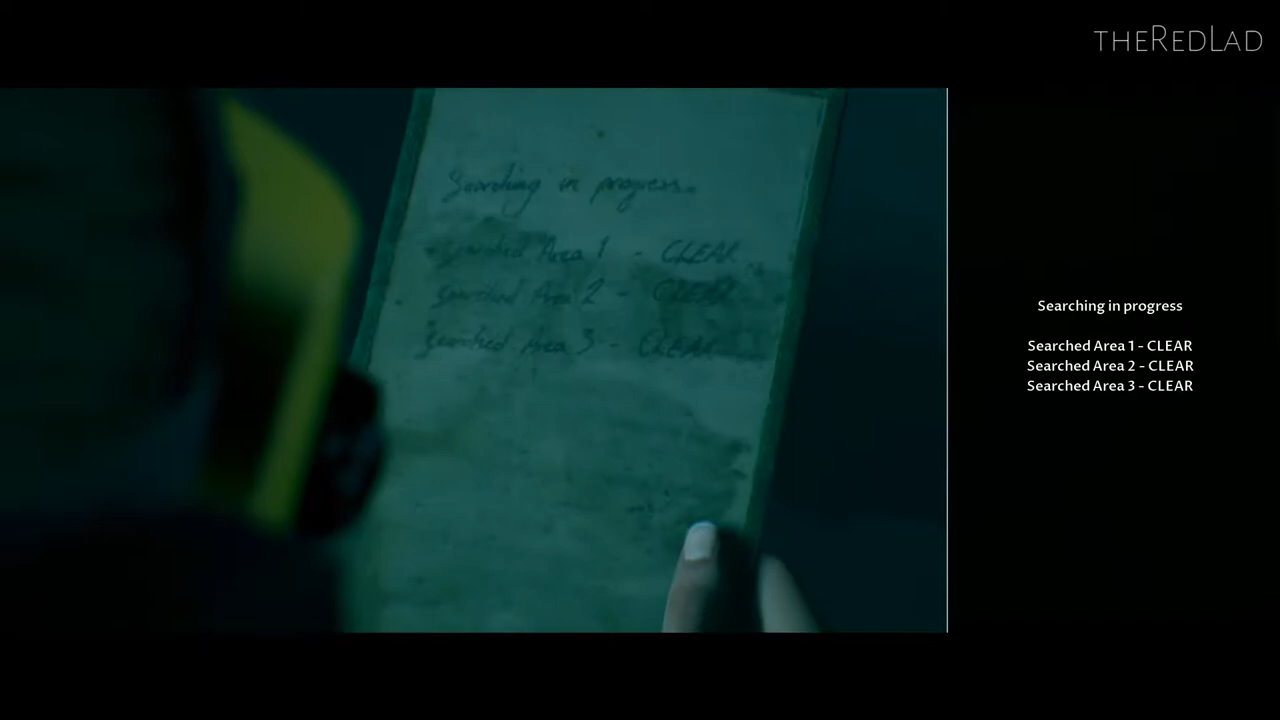 THEREDLAD
Searching in progress..
Searched Area 1 - CLEAR
Searched Area 2 - CLEAR
Searched Area 3 - CLEAR
Searching in progress
Searched Area 1 - CLEAR
Searched Area 2 - CLEAR
Searched Area 3 - CLEAR